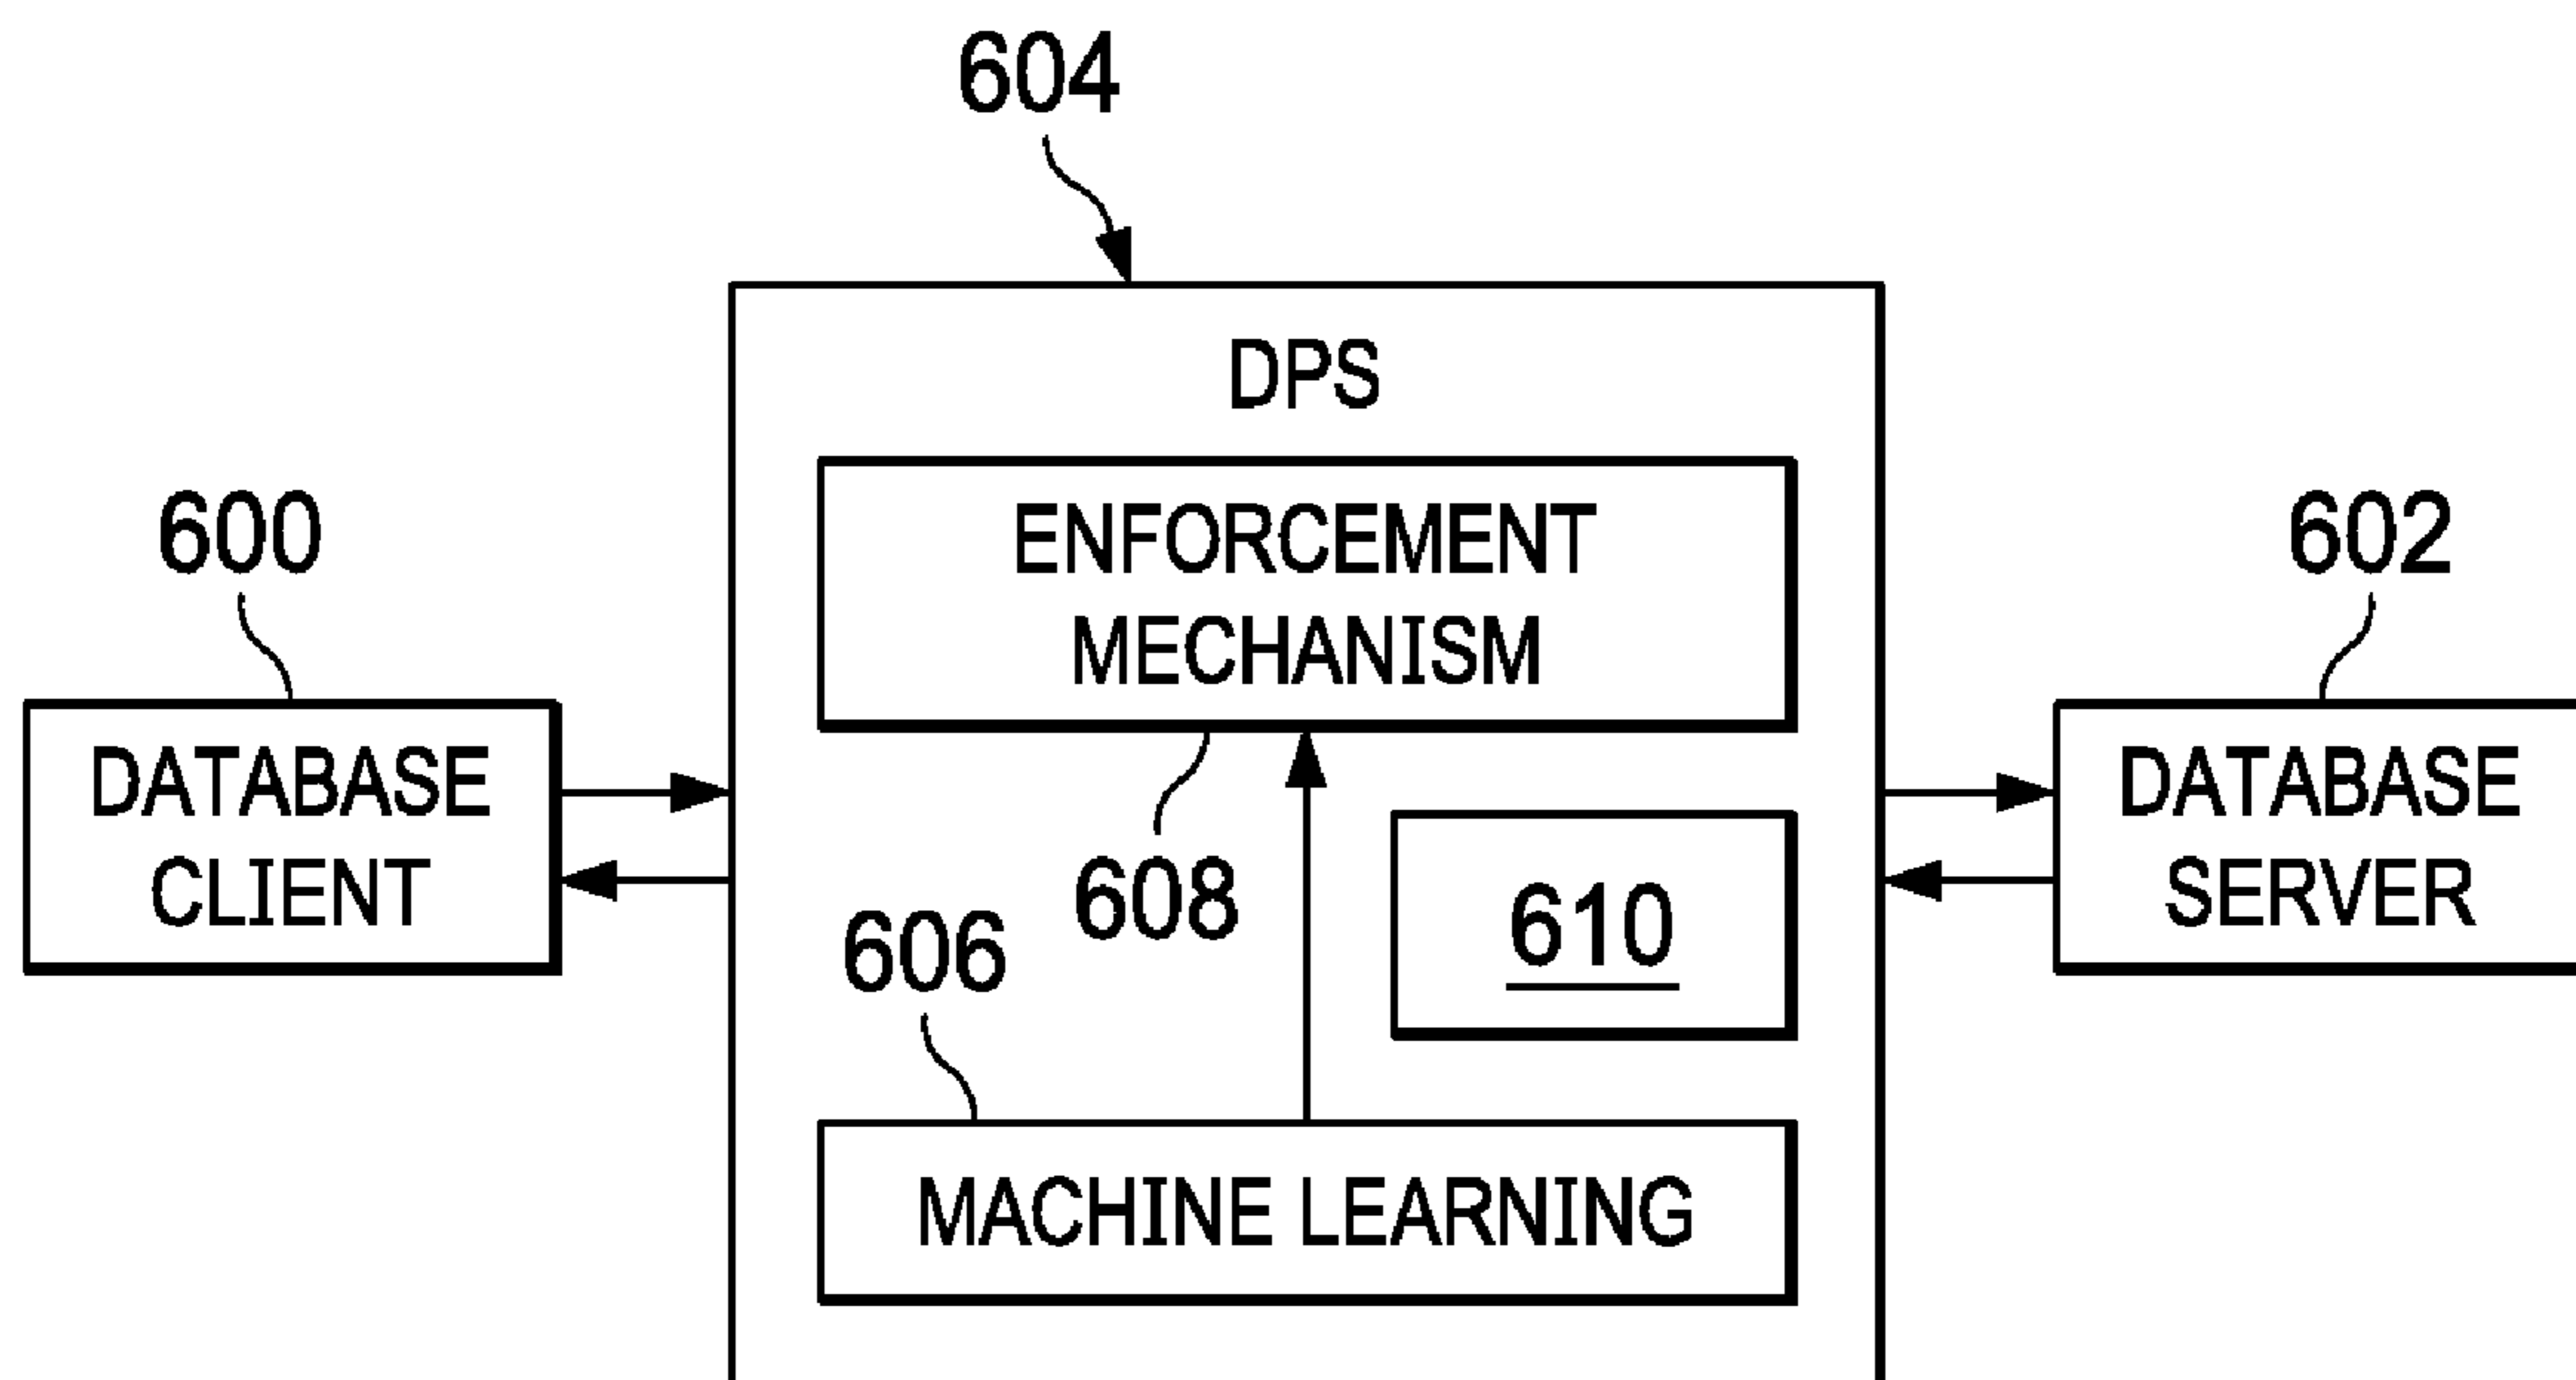 604
DPS
ENFORCEMENT
MECHANISM
600
602
DATABASE
CLIENT
DATABASE
SERVER
608
610
606
MACHINE LEARNING